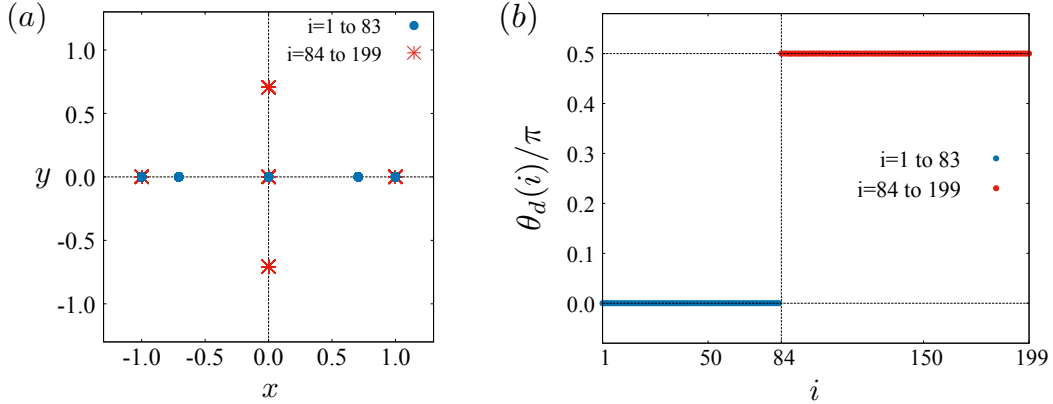 (a)
i=1 to 83
i=84 to 199
1.0
0.5
0.0
-0.5
-1.0
y
-1.0 -0.5 0.0 0.5 1.0
x
(b)
0.5
0.4
0.3
0.2
0.1
0.0
θ_d(i)/π
i=1 to 83
i=84 to 199
1 50 84 150 199
i